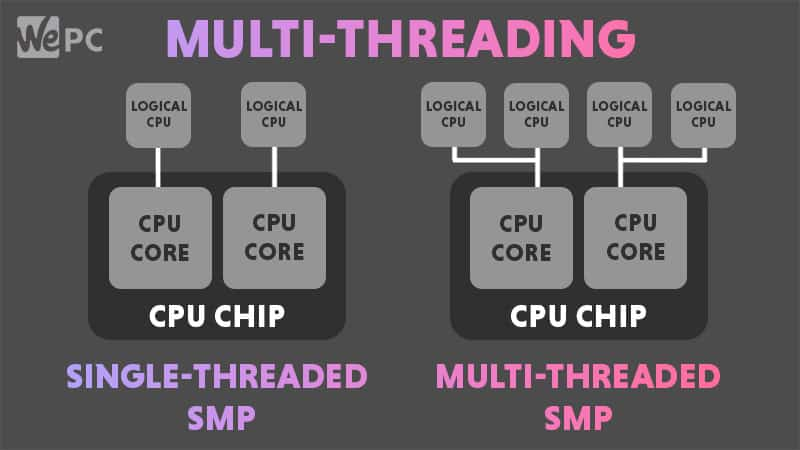 WePC
MULTI-THREADING
LOGICAL
CPU
LOGICAL
CPU
CPU
CORE
CPU
CORE
CPU CHIP
SINGLE-THREADED
SMP
LOGICAL
CPU
LOGICAL
CPU
LOGICAL
CPU
LOGICAL
CPU
CPU
CORE
CPU
CORE
CPU CHIP
MULTI-THREADED
SMP